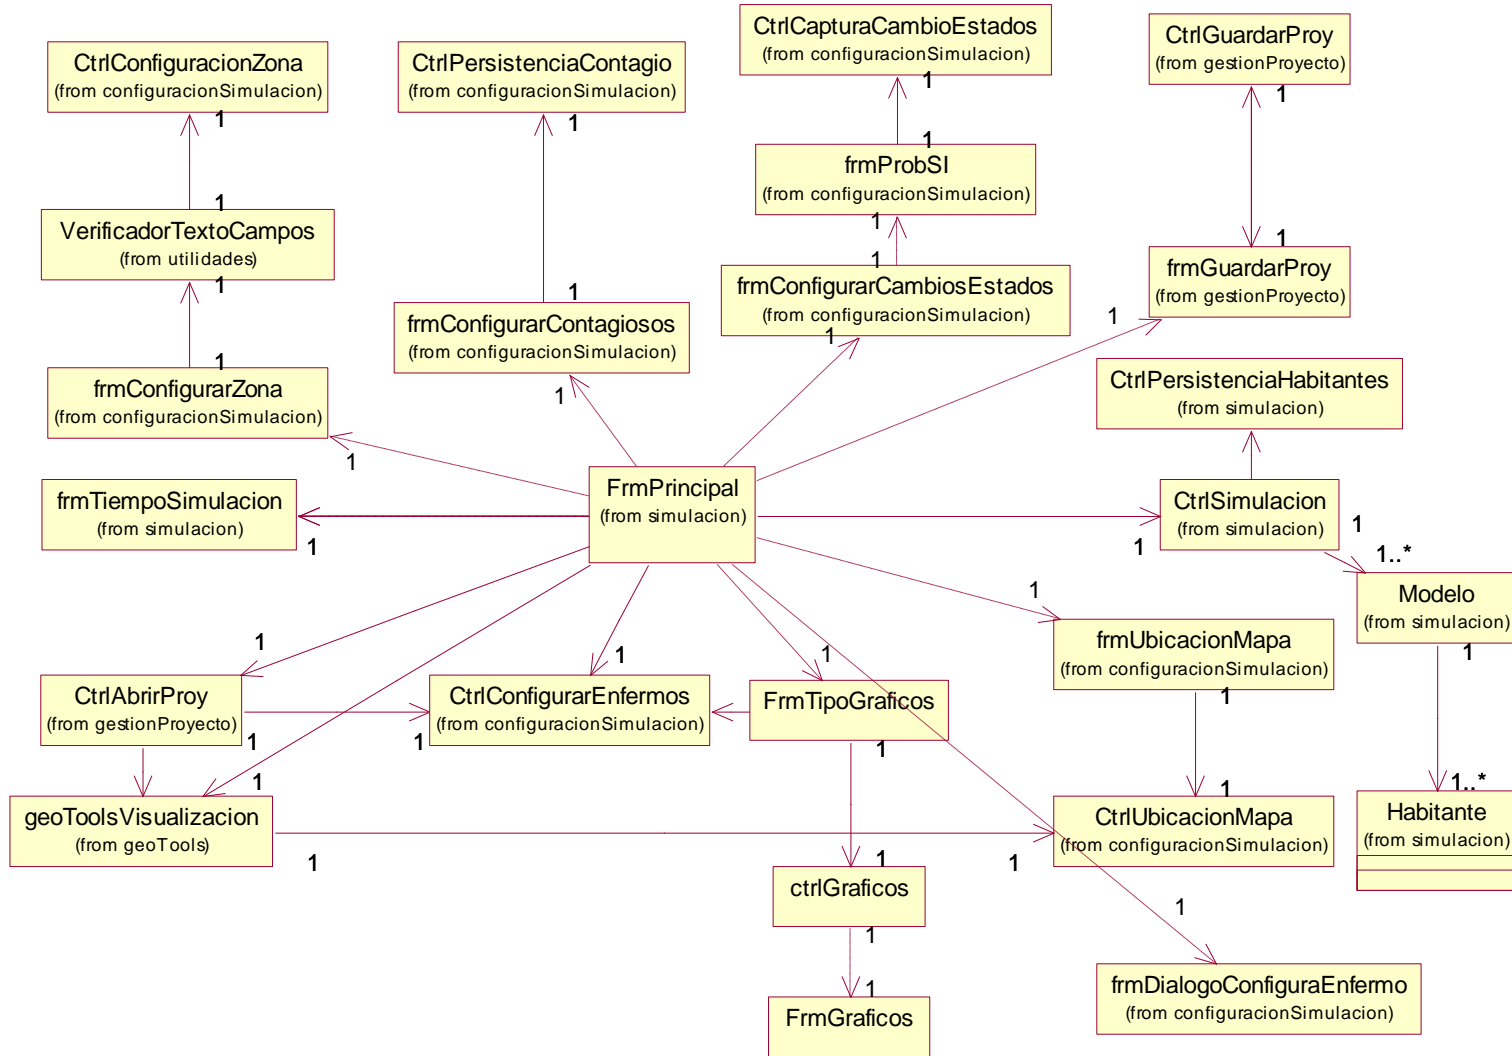 CtrlCapturaCambioEstados
(from configuracionSimulacion)
1
CtrlGuardarProy
(from gestionProyecto)
1
CtrlConfiguracionZona
(from configuracionSimulacion)
1
CtrlPersistenciaContagio
(from configuracionSimulacion)
1
1
frmProbSI
(from configuracionSimulacion)
1
1
VerificadorTextoCampos
(from utilidades)
1
1
frmConfigurarCambiosEstados
(from configuracionSimulacion)
1
1
frmGuardarProy
(from gestionProyecto)
1
1
frmConfigurarContagiosos
(from configuracionSimulacion)
1
1
frmConfigurarZona
(from configuracionSimulacion)
1
CtrlPersistenciaHabitantes
(from simulacion)
frmTiempoSimulacion
(from simulacion)
1
FrmPrincipal
(from simulacion)
CtrlSimulacion
(from simulacion)
1
1
1..*
Modelo
(from simulacion)
1
1
frmUbicacionMapa
(from configuracionSimulacion)
1
1
CtrlAbrirProy
(from gestionProyecto)
1
1
CtrlConfigurarEnfermos
(from configuracionSimulacion)
1
1
FrmTipoGraficos
1
1
geoToolsVisualizacion
(from geoTools)
1
1
CtrlUbicacionMapa
(from configuracionSimulacion)
1
1..*
Habitante
(from simulacion)
1
ctrlGraficos
1
1
FrmGraficos
1
frmDialogoConfiguraEnfermo
(from configuracionSimulacion)